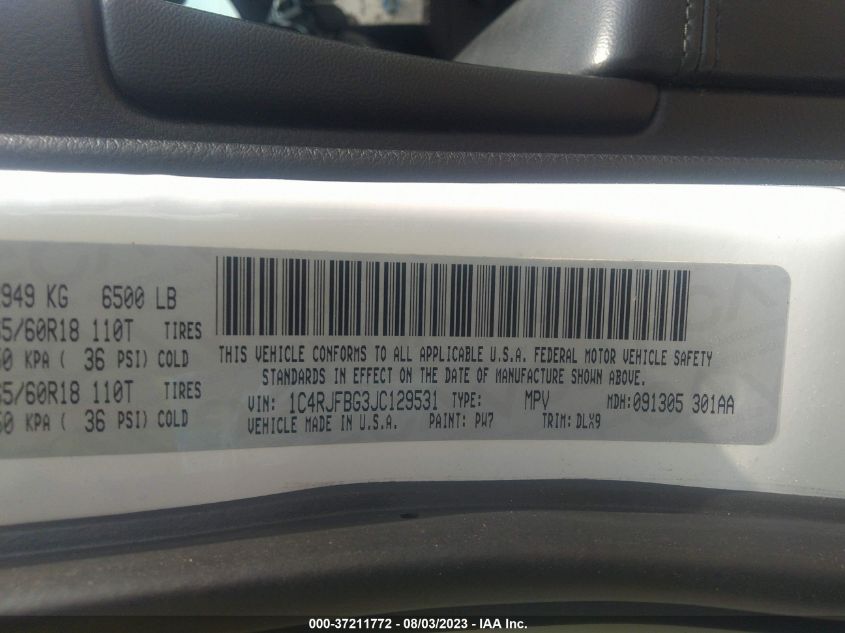 949 KG 6500 LB
5/60R18 110T TIRES
0 KPA ( 36 PSI) COLD
5/60R18 110T TIRES
0 KPA ( 36 PSI) COLD
THIS VEHICLE CONFORMS TO ALL APPLICABLE U.S.A. FEDERAL MOTOR VEHICLE SAFETY
STANDARDS IN EFFECT ON THE DATE OF MANUFACTURE SHOWN ABOVE.
VIN: 1C4RJFBG3JC129531 TYPE: MPV MDH:091305 301AA
VEHICLE MADE IN U.S.A. PAINT: PW7 TRIM: DLX9
000-37211772 - 08/03/2023 - IAA Inc.